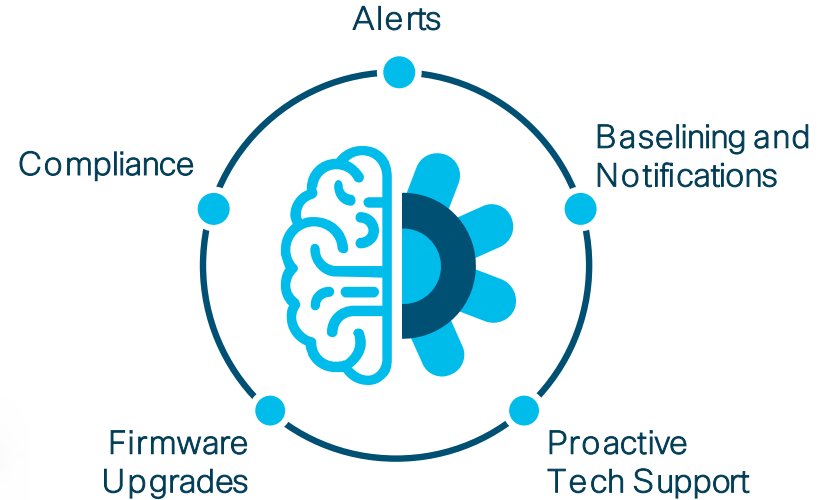 Alerts
Baselining and
Notifications
Compliance
Firmware
Upgrades
Proactive
Tech Support